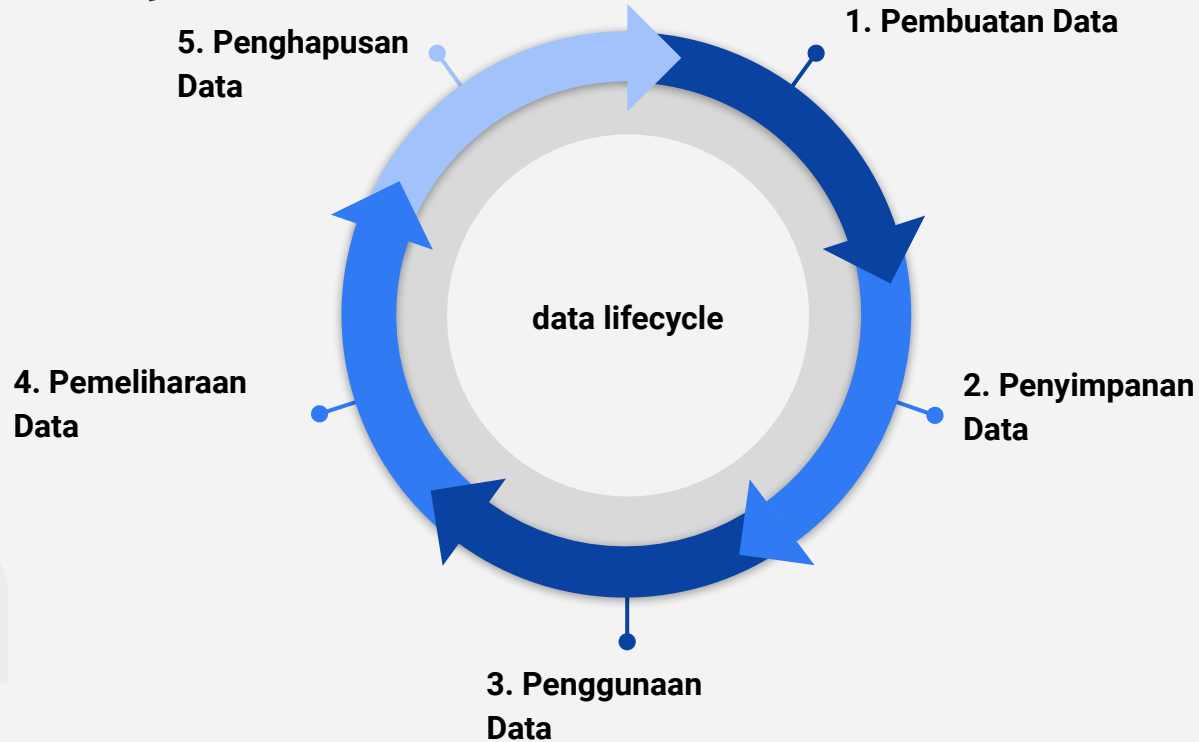 1. Pembuatan Data
2. Penyimpanan
Data
3. Penggunaan
Data
4. Pemeliharaan
Data
5. Penghapusan
Data
data lifecycle